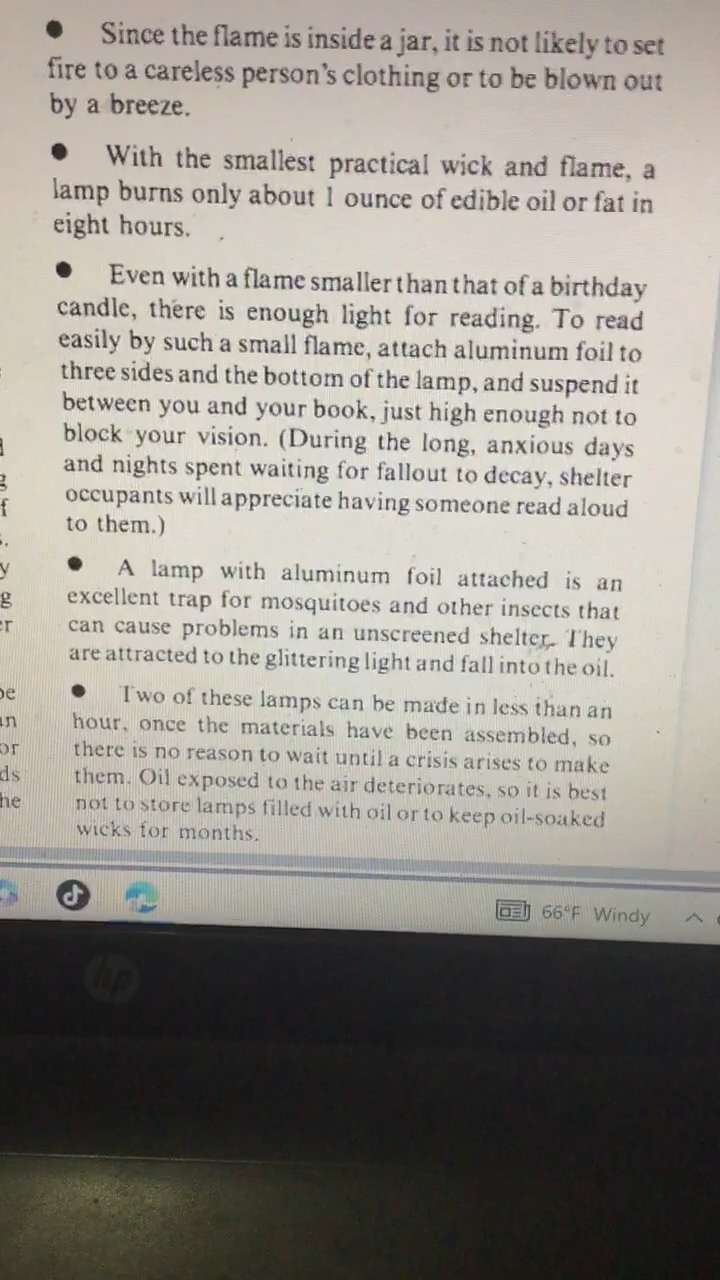 ● Since the flame is inside a jar, it is not likely to set
fire to a careless person's clothing or to be blown out
by a breeze.
● With the smallest practical wick and flame, a
lamp burns only about 1 ounce of edible oil or fat in
eight hours.
● Even with a flame smaller than that of a birthday
candle, there is enough light for reading. To read
easily by such a small flame, attach aluminum foil to
three sides and the bottom of the lamp, and suspend it
between you and your book, just high enough not to
block your vision. (During the long, anxious days
and nights spent waiting for fallout to decay, shelter
occupants will appreciate having someone read aloud
to them.)
● A lamp with aluminum foil attached is an
excellent trap for mosquitoes and other insects that
can cause problems in an unscreened shelter. They
are attracted to the glittering light and fall into the oil.
● Two of these lamps can be made in less than an
hour, once the materials have been assembled, so
there is no reason to wait until a crisis arises to make
them. Oil exposed to the air deteriorates, so it is best
not to store lamps filled with oil or to keep oil-soaked
wicks for months.
66°F Windy
hp